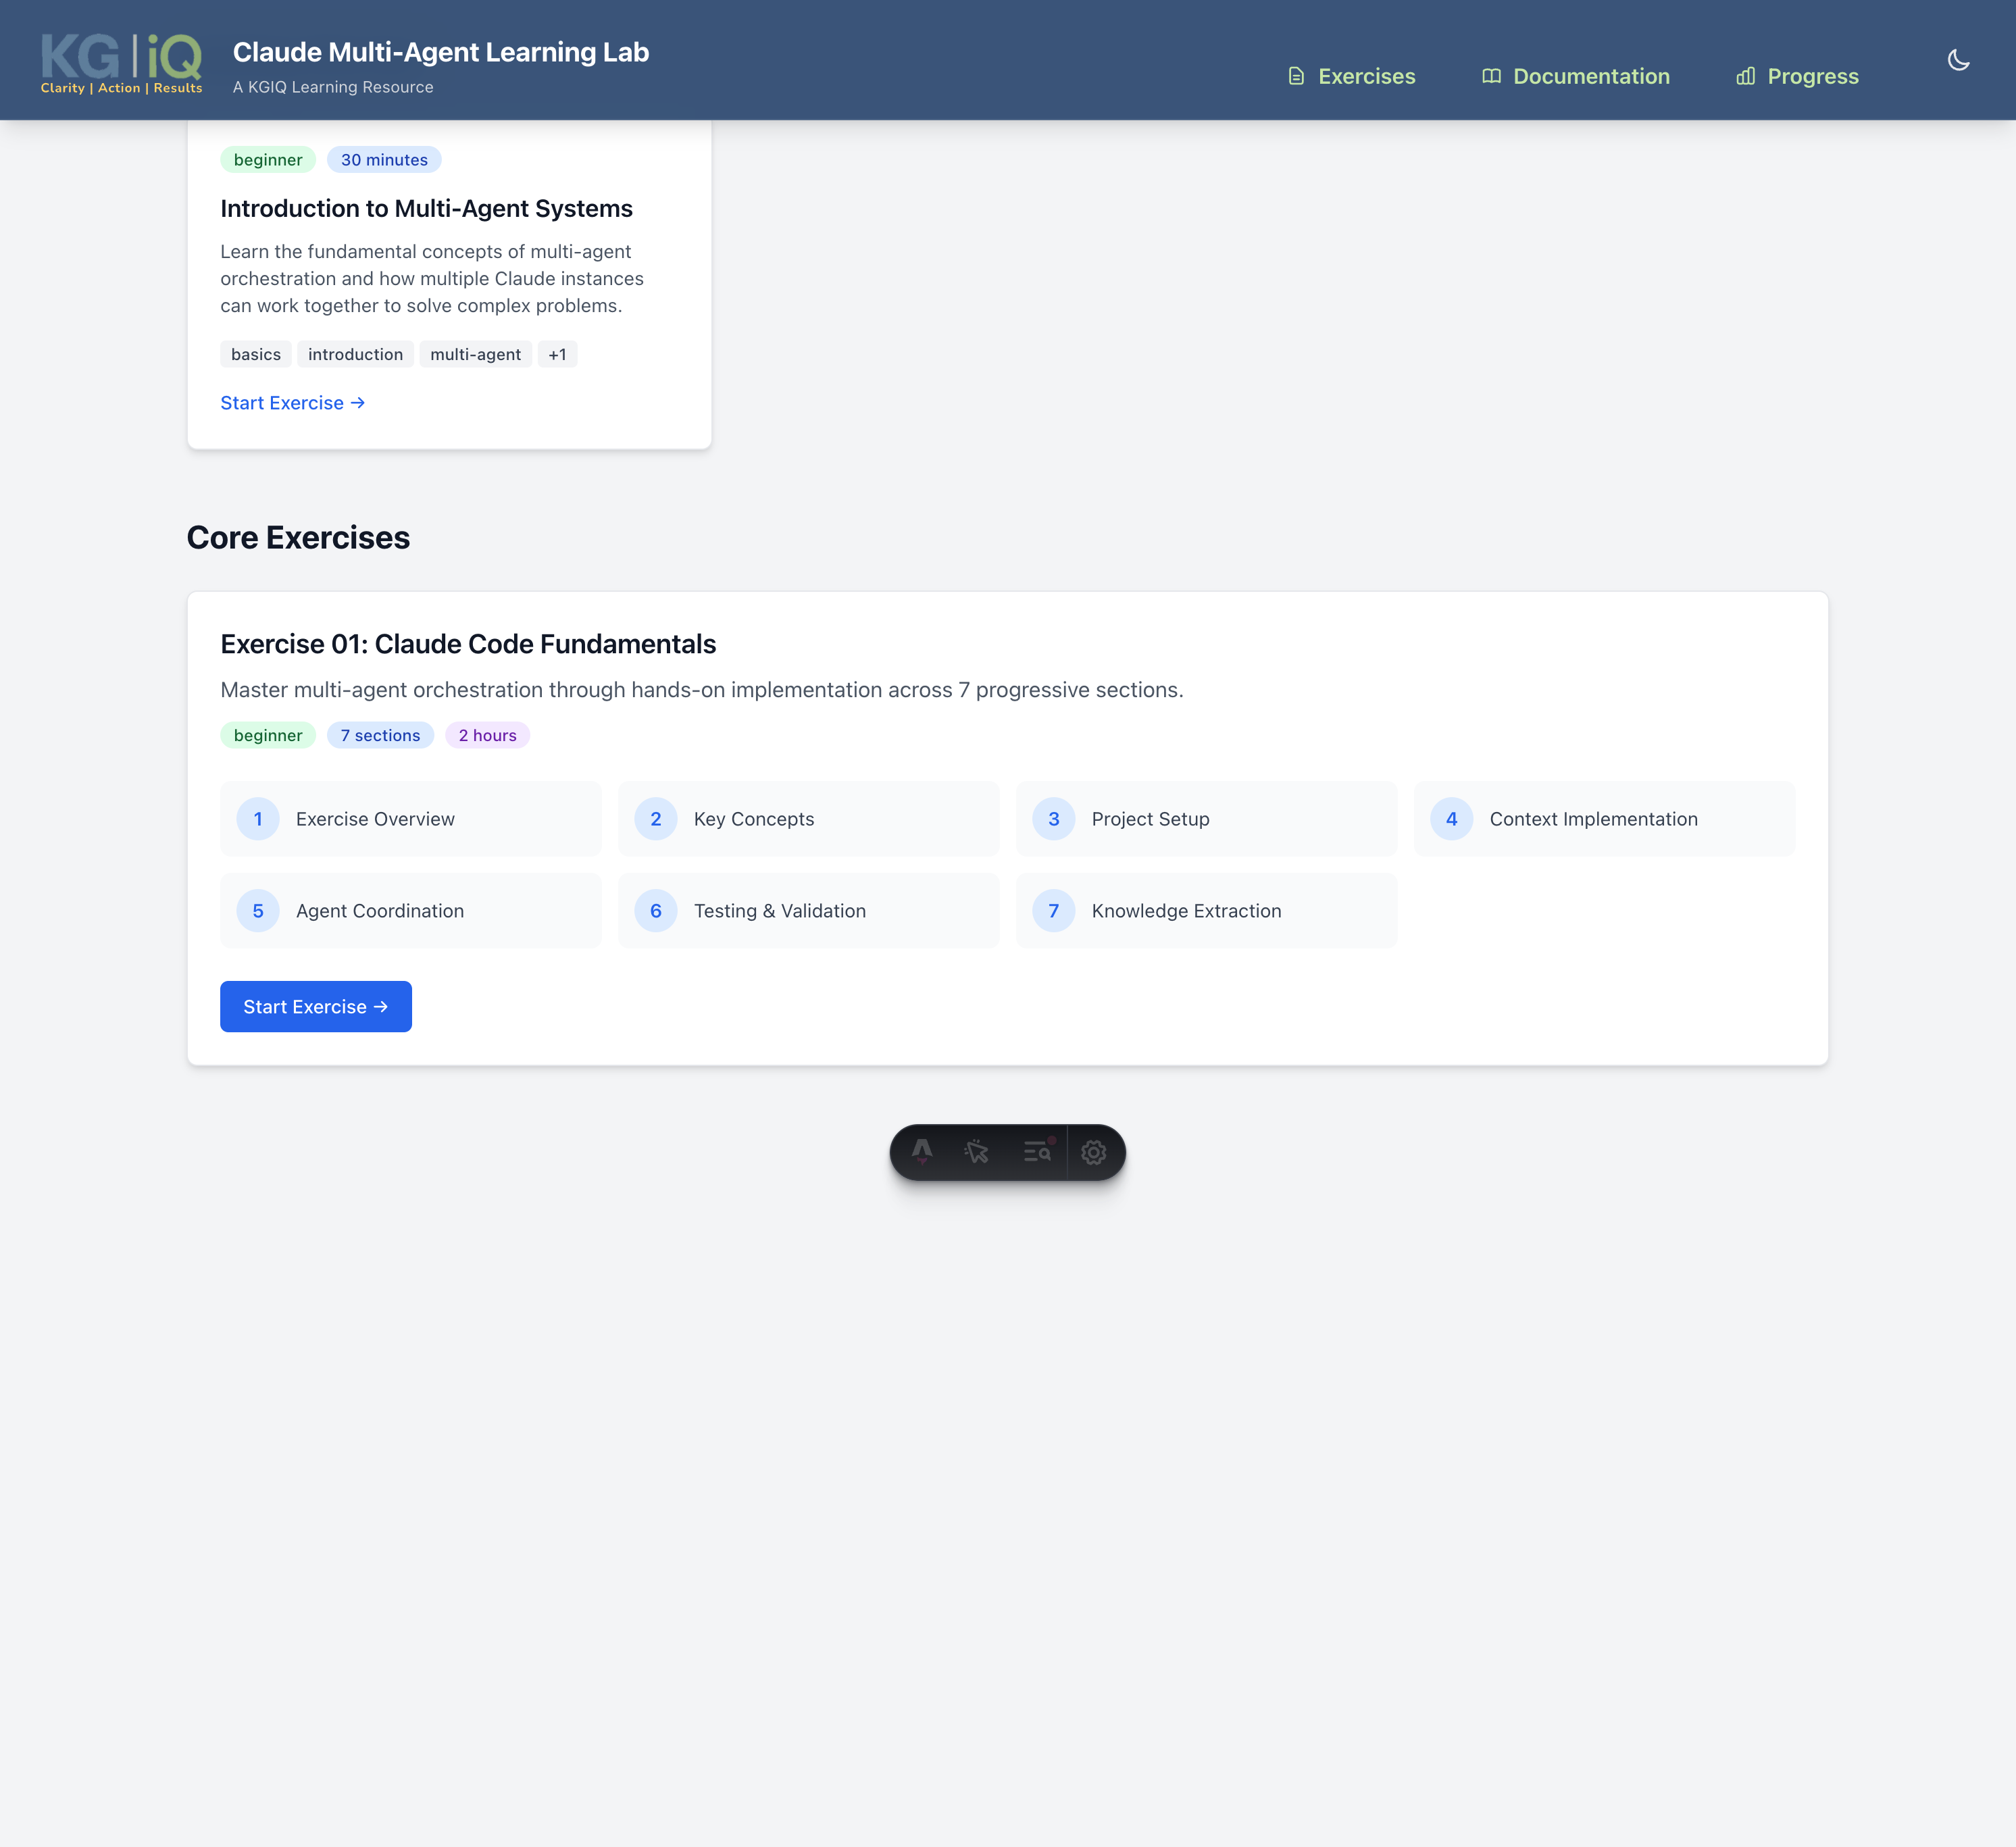 KG|iQ
Clarity | Action | Results
Claude Multi-Agent Learning Lab
A KGIQ Learning Resource
Exercises
Documentation
Progress
beginner
30 minutes
Introduction to Multi-Agent Systems
Learn the fundamental concepts of multi-agent
orchestration and how multiple Claude instances
can work together to solve complex problems.
basics
introduction
multi-agent
+1
Start Exercise →
Core Exercises
Exercise 01: Claude Code Fundamentals
Master multi-agent orchestration through hands-on implementation across 7 progressive sections.
beginner
7 sections
2 hours
1 Exercise Overview
2 Key Concepts
3 Project Setup
4 Context Implementation
5 Agent Coordination
6 Testing & Validation
7 Knowledge Extraction
Start Exercise →